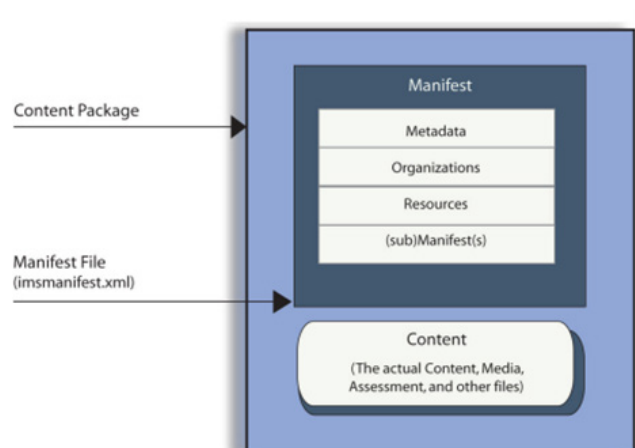 Content Package
Manifest File
(imsmanifest.xml)
Manifest
Metadata
Organizations
Resources
(sub)Manifest(s)
Content
(The actual Content, Media,
Assessment, and other files)